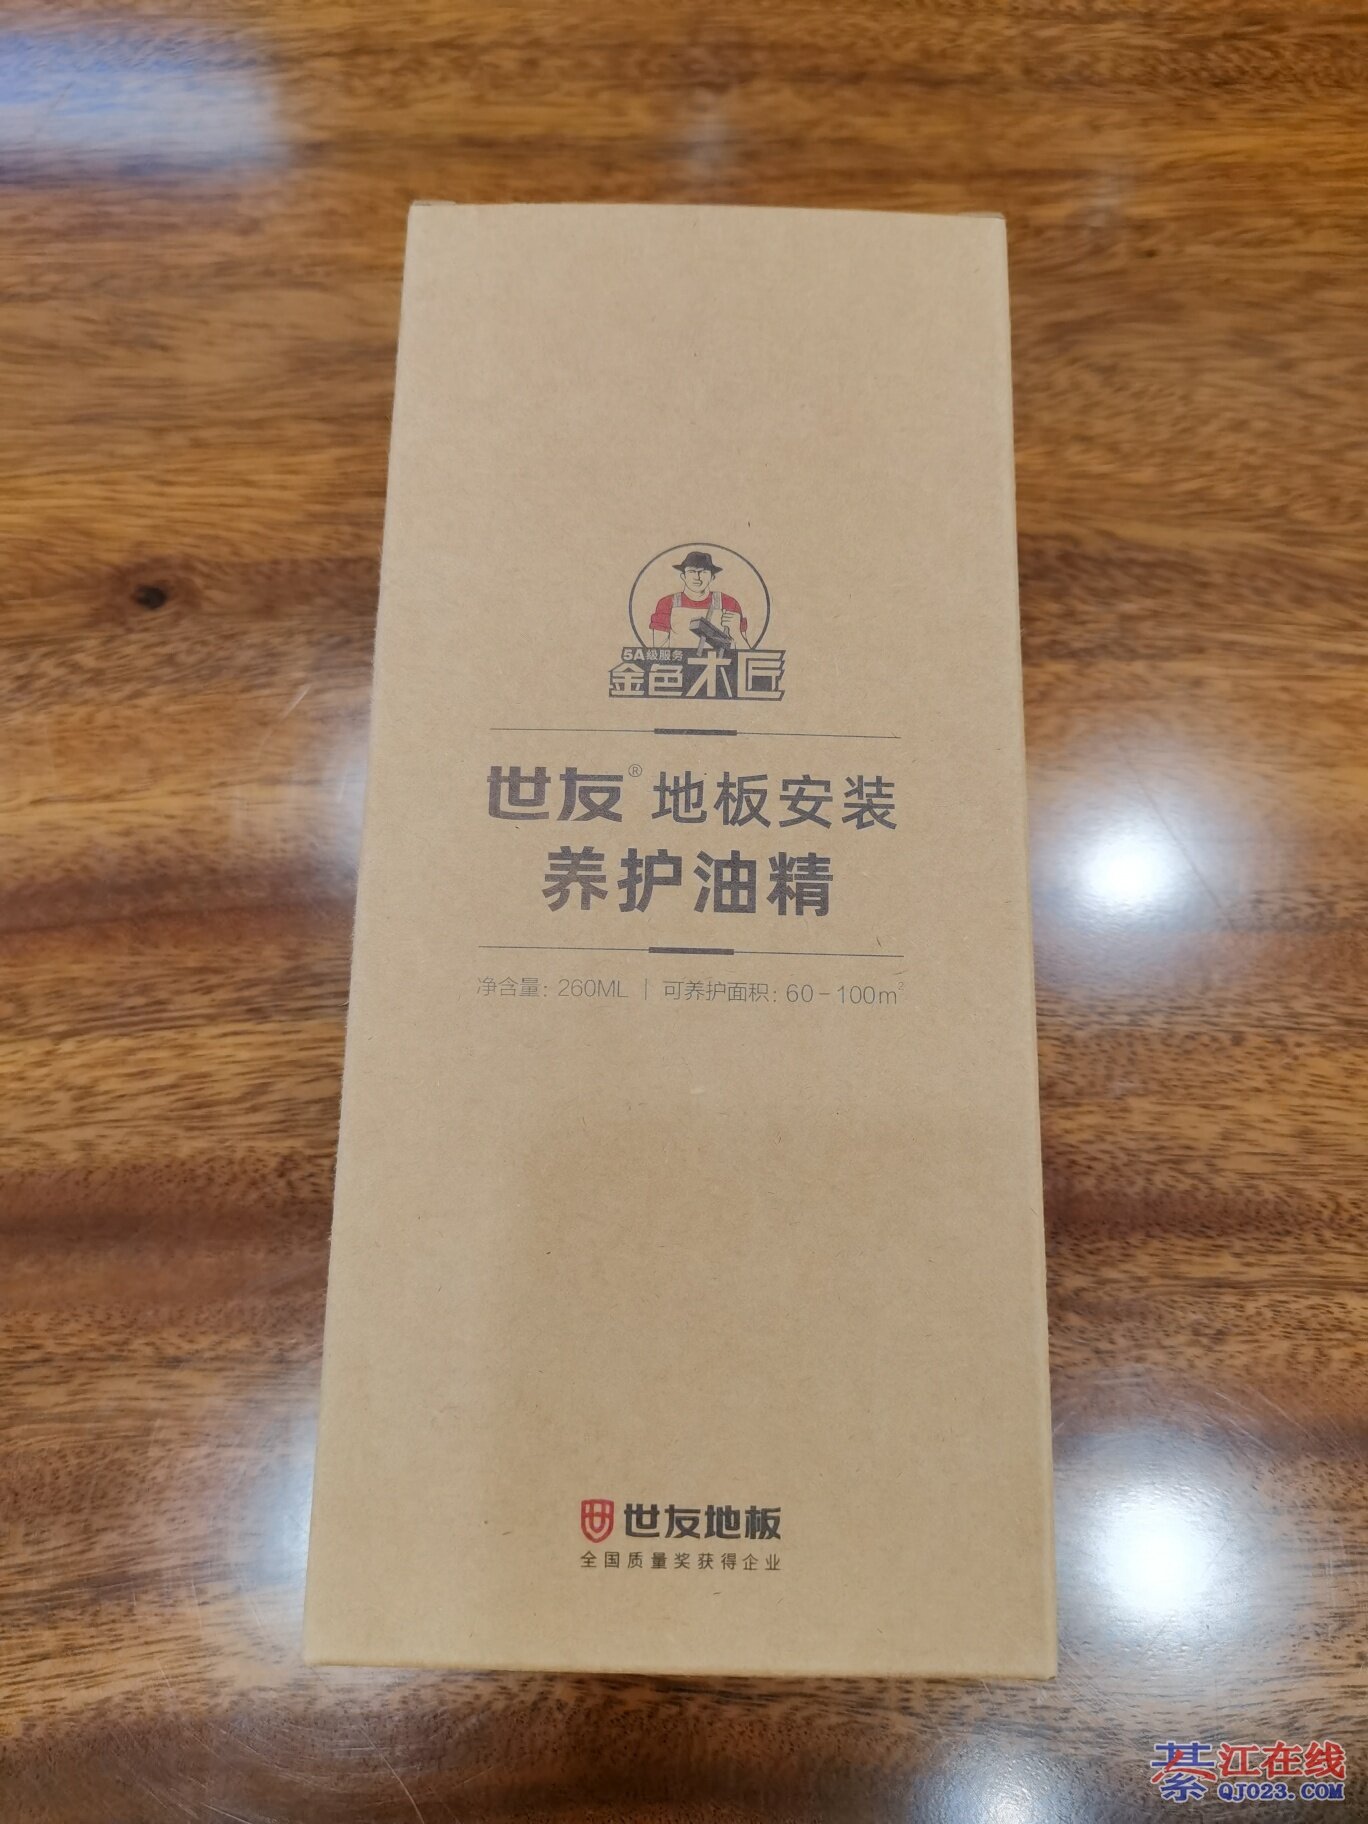 5A级服务
金色木匠
世友®地板安装
养护油精
净含量：260ML | 可养护面积：60-100m²
世友地板
全国质量奖获得企业
綦江在线
QJ023.COM